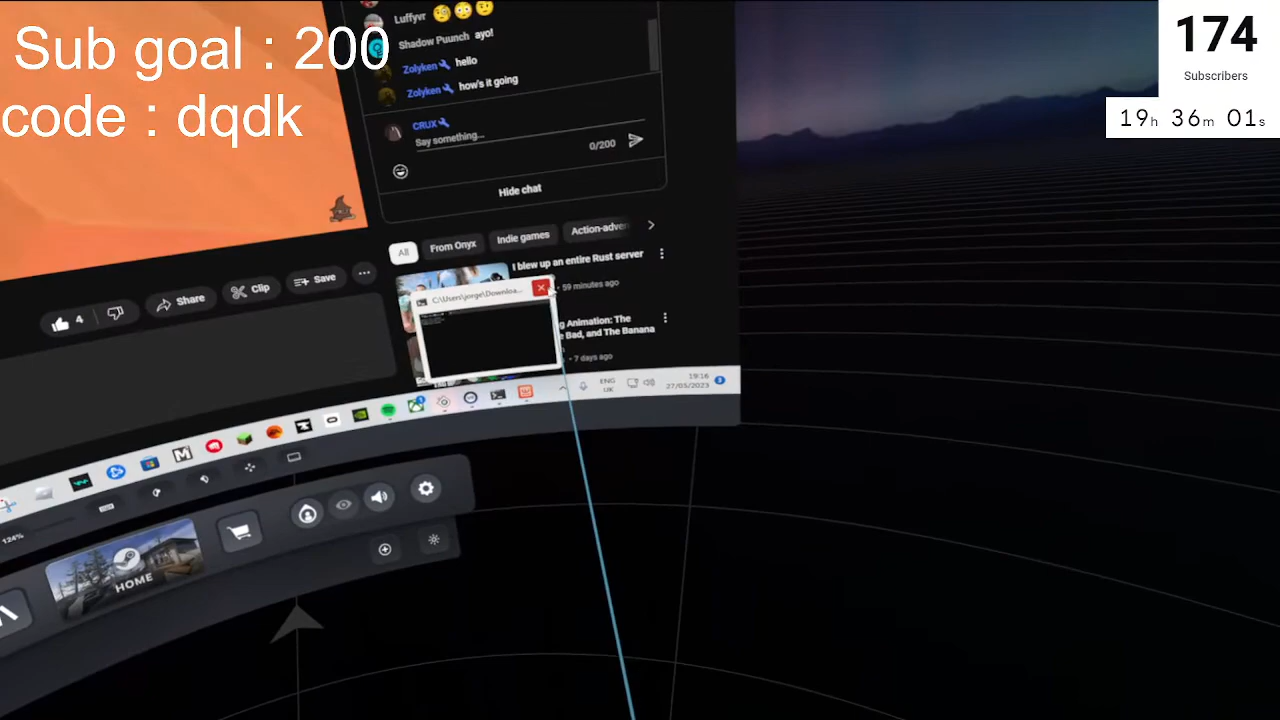 Sub goal : 200
code : dqdk
174
Subscribers
19h 36m 01s
Luffyvr
Shadow Puunch ayo!
Zolyken hello
Zolyken how's it going
CRUX
Say something...
0/200
Hide chat
All
From Onyx
Indie games
Action-adven
I blew up an entire Rust server
59 minutes ago
C:\Users\jorge\Downloa...
g Animation: The
e Bad, and The Banana
7 days ago
4
Share
Clip
Save
ENG
UK
19:16
27/05/2023
124%
HOME